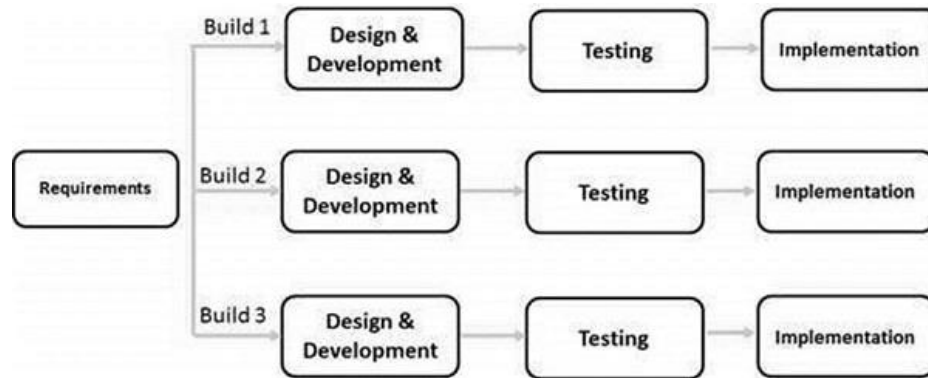 Build 1
Design &
Development
Testing
Implementation
Requirements
Build 2
Design &
Development
Testing
Implementation
Build 3
Design &
Development
Testing
Implementation